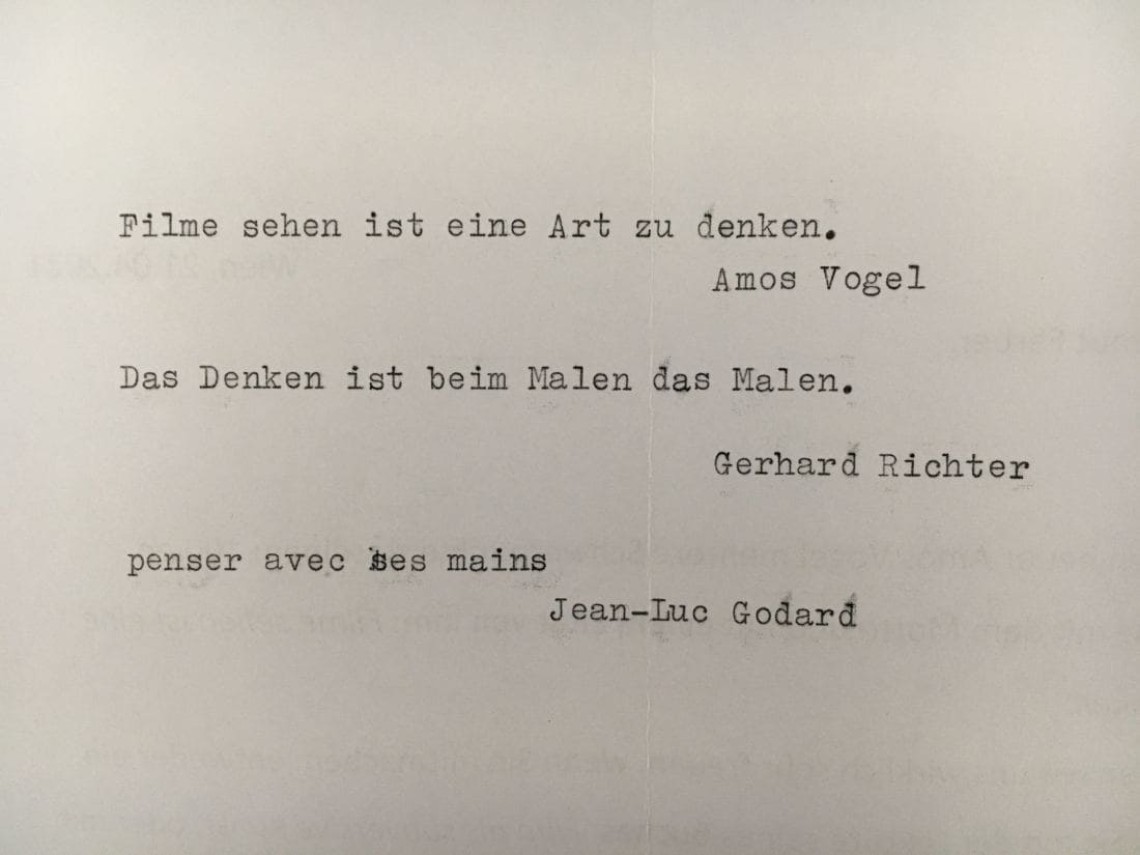 Filme sehen ist eine Art zu denken.
Amos Vogel
Das Denken ist beim Malen das Malen.
Gerhard Richter
penser avec ses mains
Jean-Luc Godard